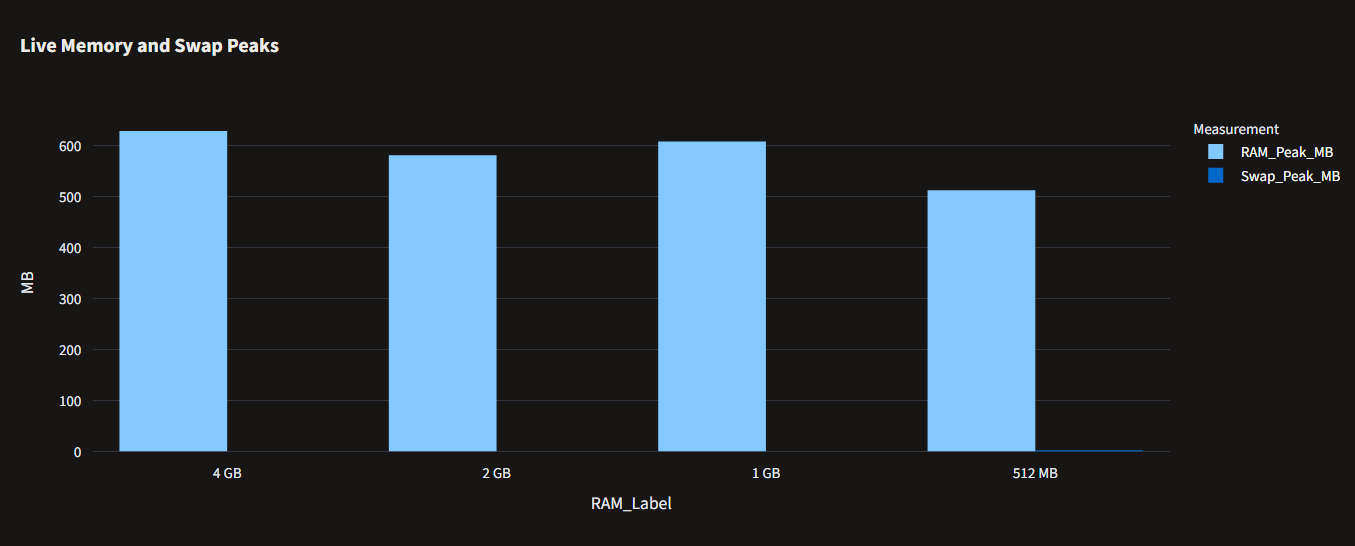 Live Memory and Swap Peaks
Measurement
RAM_Peak_MB
Swap_Peak_MB
600
500
400
300
200
100
0
MB
4 GB
2 GB
1 GB
512 MB
RAM_Label